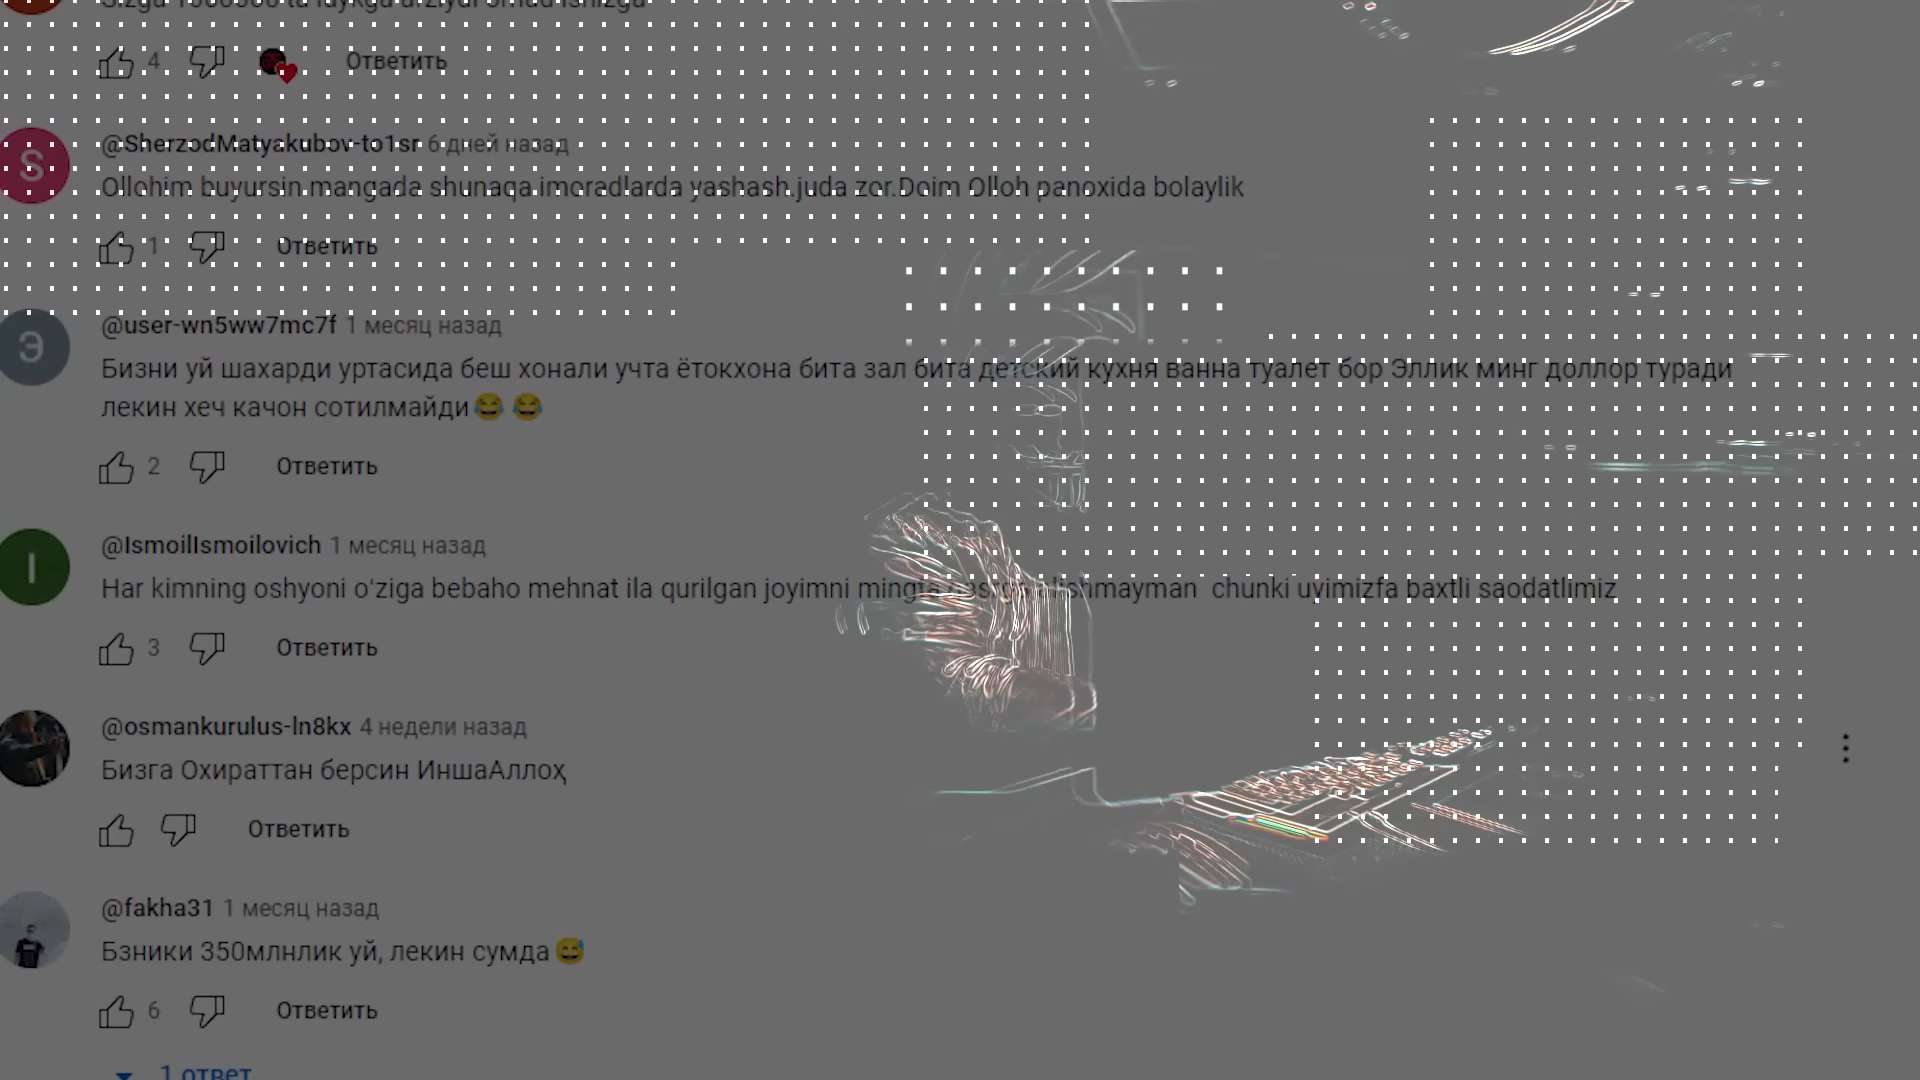 4 Ответить
@SherzodMatyakubov-to1sr 6 дней назад
Ollohim buyursin.mangada shunaqa imoradlarda yashash.juda zor.Doim Olloh panoxida bolaylik
1 Ответить
@user-wn5ww7mc7f 1 месяц назад
Бизни уй шахарди уртасида беш хонали учта ётокхона бита зал бита детский кухня ванна туалет бор Эллик минг доллор туради
лекин хеч качон сотилмайди😂 😂
2 Ответить
@IsmoilIsmoilovich 1 месяц назад
Har kimning oshyoni o'ziga bebaho mehnat ila qurilgan joyimni chunki uyimizfa baxtli saodatlimiz
3 Ответить
@osmankurulus-ln8kx 4 недели назад
Бизга Охираттан берсин ИншаАллоҳ
Ответить
@fakha31 1 месяц назад
Бзники 350млнлик уй, лекин сумда😅
6 Ответить
1 ответ